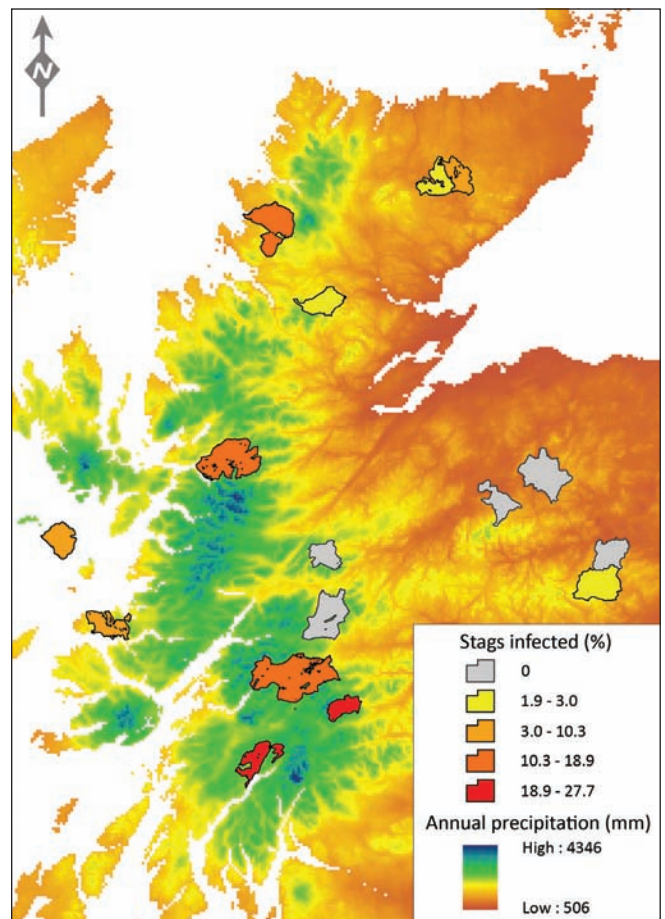 N
Stags infected (%)
0
1.9 - 3.0
3.0 - 10.3
10.3 - 18.9
18.9 - 27.7
Annual precipitation (mm)
High : 4346
Low : 506